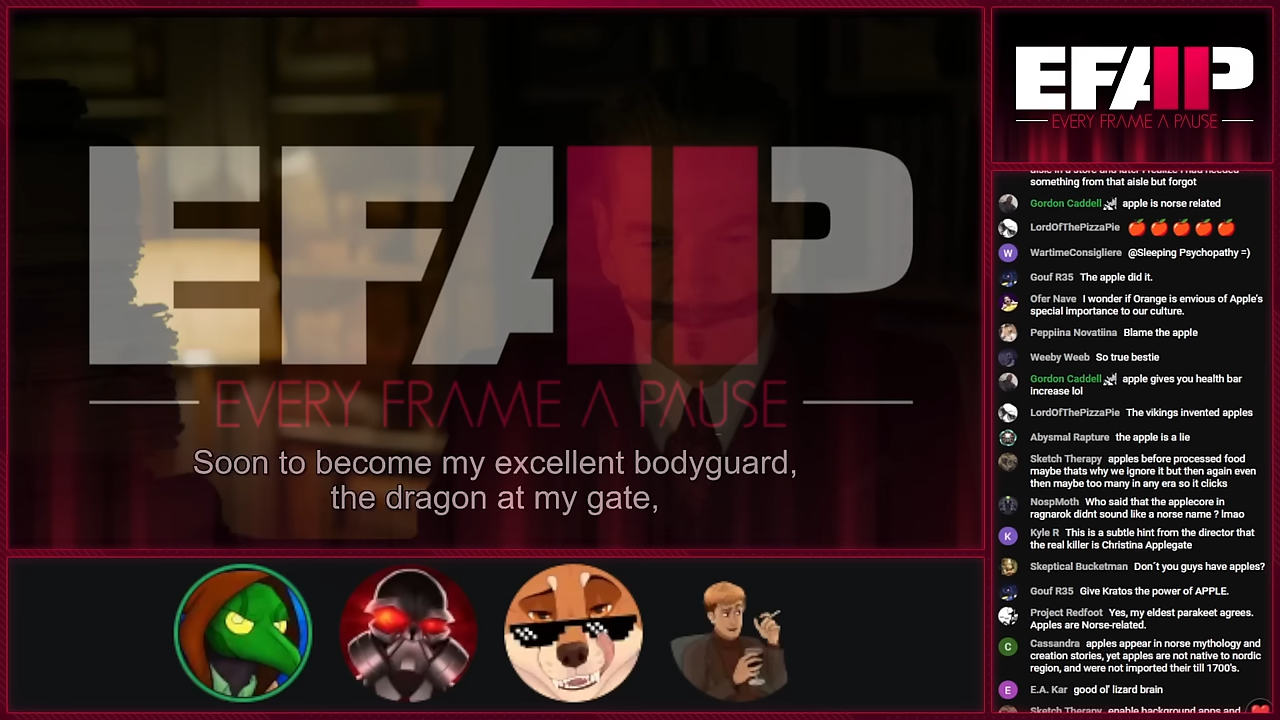 EFAP
EVERY FRAME A PAUSE
Soon to become my excellent bodyguard,
the dragon at my gate,
EFAP
EVERY FRAME A PAUSE
something from that aisle but forgot
Gordon Caddell apple is norse related
LordOfThePizzaPie 🍎🍎🍎🍎🍎
W WartimeConsigliere @Sleeping Psychopathy =)
Gouf R35 The apple did it.
Ofer Nave I wonder if Orange is envious of Apple's
special importance to our culture.
Peppiina Novatiina Blame the apple
Weeby Weeb So true bestie
Gordon Caddell apple gives you health bar
increase lol
LordOfThePizzaPie The vikings invented apples
Abysmal Rapture the apple is a lie
Sketch Therapy apples before processed food
maybe thats why we ignore it but then again even
then maybe too many in any era so it clicks
NospMoth Who said that the applecore in
ragnarok didnt sound like a norse name ? lmao
K Kyle R This is a subtle hint from the director that
the real killer is Christina Applegate
Skeptical Bucketman Don´t you guys have apples?
Gouf R35 Give Kratos the power of APPLE.
Project Redfoot Yes, my eldest parakeet agrees.
Apples are Norse-related.
C Cassandra apples appear in norse mythology and
creation stories, yet apples are not native to nordic
region, and were not imported their till 1700's.
E E.A. Kar good ol' lizard brain
Sketch Therapy enable background apps and